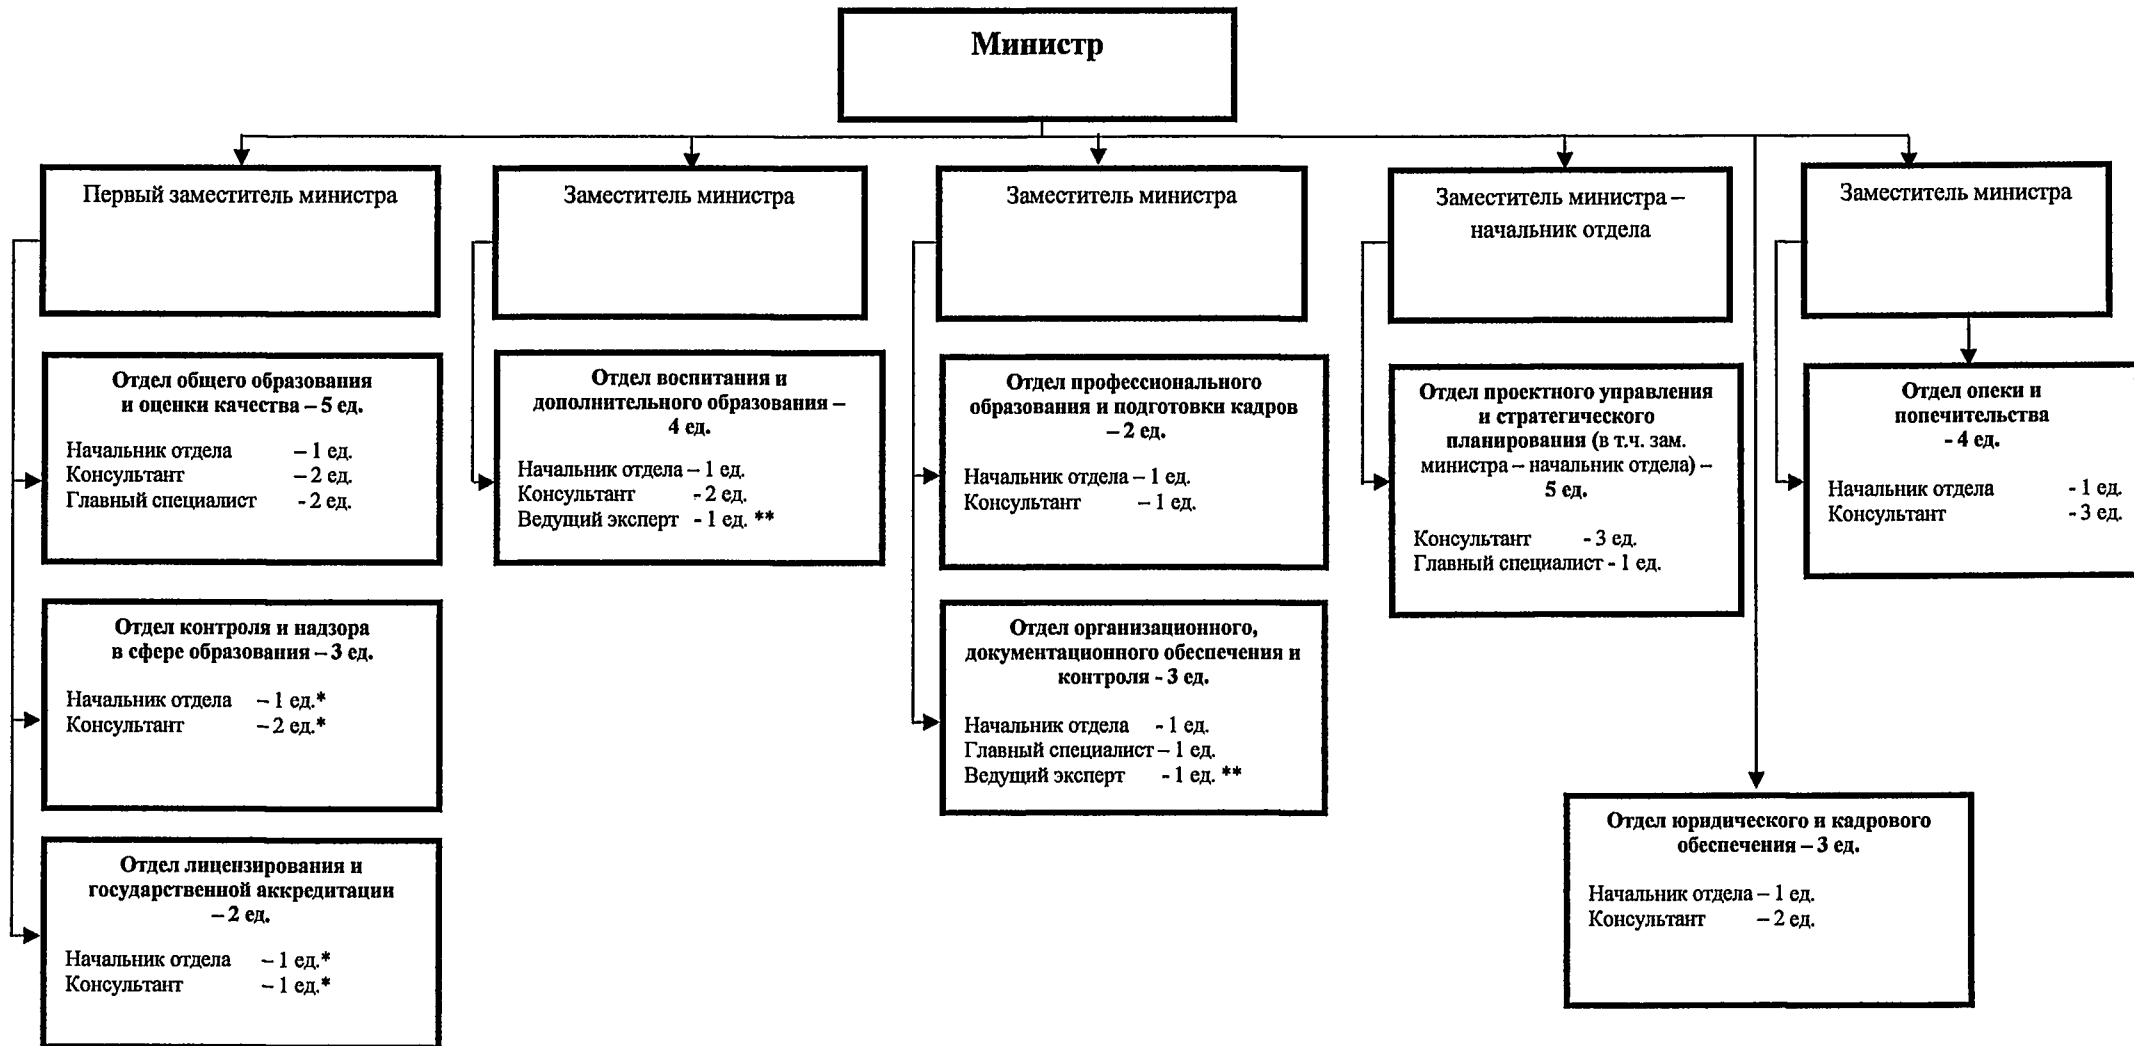 Министр
Первый заместитель министра
Заместитель министра
Заместитель министра
Заместитель министра –
начальник отдела
Заместитель министра
Отдел общего образования
и оценки качества – 5 ед.
Начальник отдела – 1 ед.
Консультант – 2 ед.
Главный специалист - 2 ед.
Отдел контроля и надзора
в сфере образования – 3 ед.
Начальник отдела – 1 ед.*
Консультант – 2 ед.*
Отдел лицензирования и
государственной аккредитации
– 2 ед.
Начальник отдела – 1 ед.*
Консультант – 1 ед.*
Отдел воспитания и
дополнительного образования –
4 ед.
Начальник отдела – 1 ед.
Консультант - 2 ед.
Ведущий эксперт - 1 ед. **
Отдел профессионального
образования и подготовки кадров
– 2 ед.
Начальник отдела – 1 ед.
Консультант – 1 ед.
Отдел организационного,
документационного обеспечения и
контроля - 3 ед.
Начальник отдела - 1 ед.
Главный специалист – 1 ед.
Ведущий эксперт - 1 ед. **
Отдел проектного управления
и стратегического
планирования (в т.ч. зам.
министра – начальник отдела) –
5 ед.
Консультант - 3 ед.
Главный специалист - 1 ед.
Отдел опеки и
попечительства
- 4 ед.
Начальник отдела - 1 ед.
Консультант - 3 ед.
Отдел юридического и кадрового
обеспечения – 3 ед.
Начальник отдела – 1 ед.
Консультант – 2 ед.